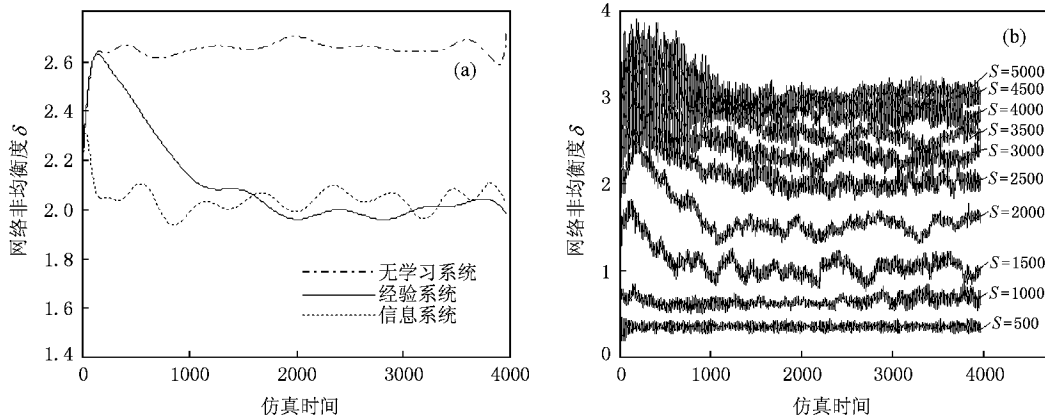 网络非均衡度 δ
2.6
2.4
2.2
2.0
1.8
1.6
1.4
(a)
无学习系统
经验系统
信息系统
0
1000
2000
3000
4000
仿真时间
网络非均衡度 δ
4
3
2
1
0
(b)
S=5000
S=4500
S=4000
S=3500
S=3000
S=2500
S=2000
S=1500
S=1000
S=500
0
1000
2000
3000
4000
仿真时间